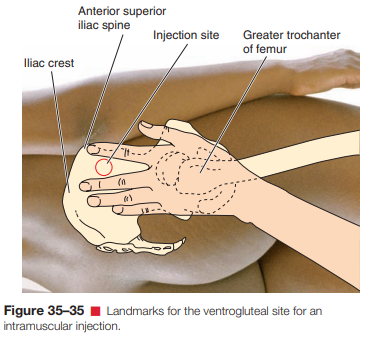 Anterior superior
iliac spine
Injection site
Greater trochanter
of femur
Iliac crest
Figure 35–35 ■ Landmarks for the ventrogluteal site for an
intramuscular injection.